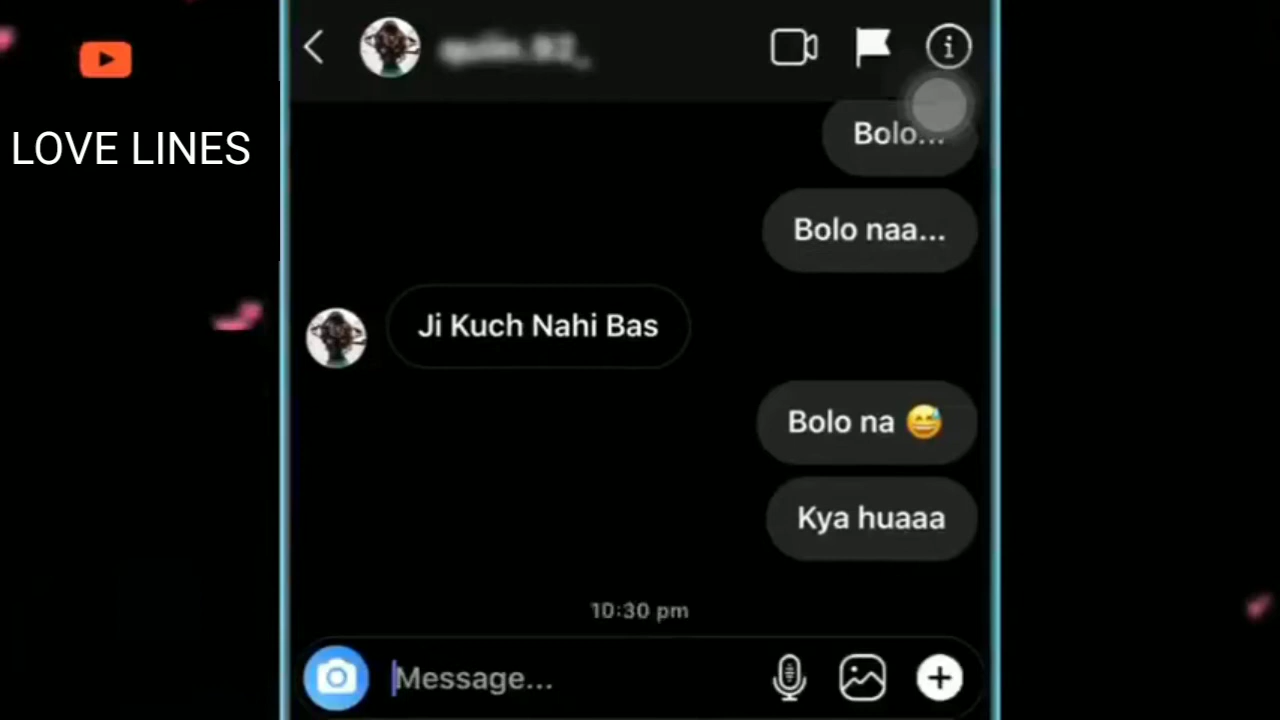 LOVE LINES
Bolo...
Bolo naa...
Ji Kuch Nahi Bas
Bolo na 😅
Kya huaaa
10:30 pm
Message...